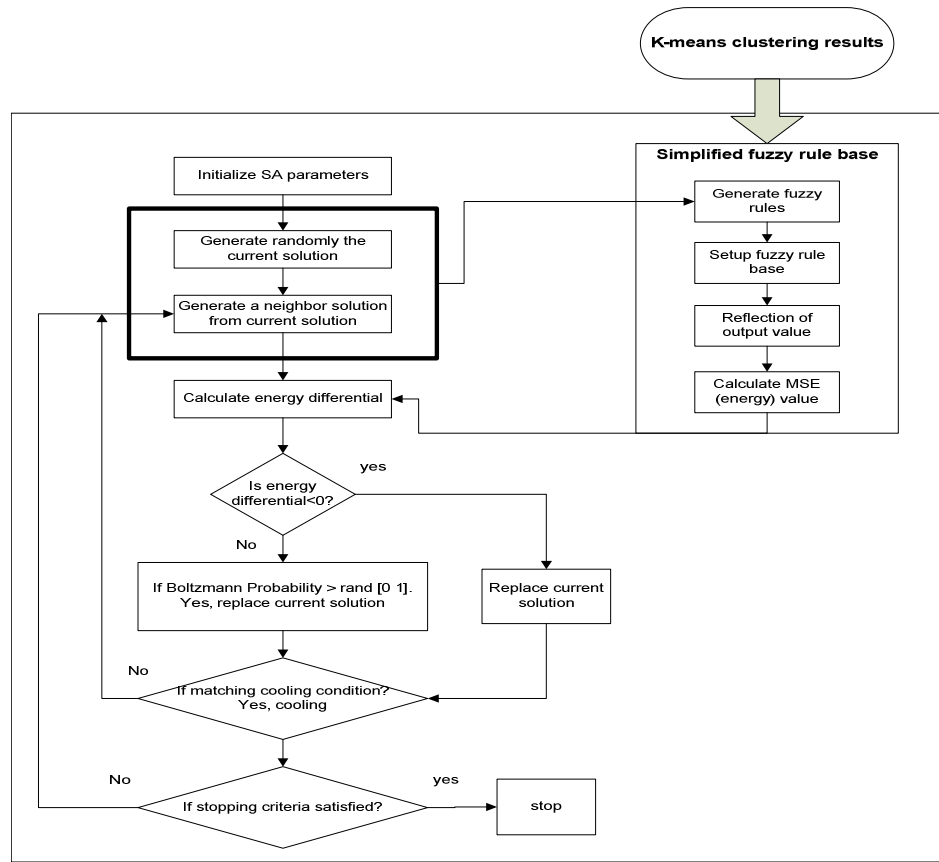 K-means clustering results
Simplified fuzzy rule base
Initialize SA parameters
Generate randomly the
current solution
Generate a neighbor solution
from current solution
Calculate energy differential
Generate fuzzy
rules
Setup fuzzy rule
base
Reflection of
output value
Calculate MSE
(energy) value
Is energy
differential<0?
yes
No
If Boltzmann Probability > rand [0 1].
Yes, replace current solution
Replace current
solution
No
If matching cooling condition?
Yes, cooling
No
If stopping criteria satisfied?
yes
stop